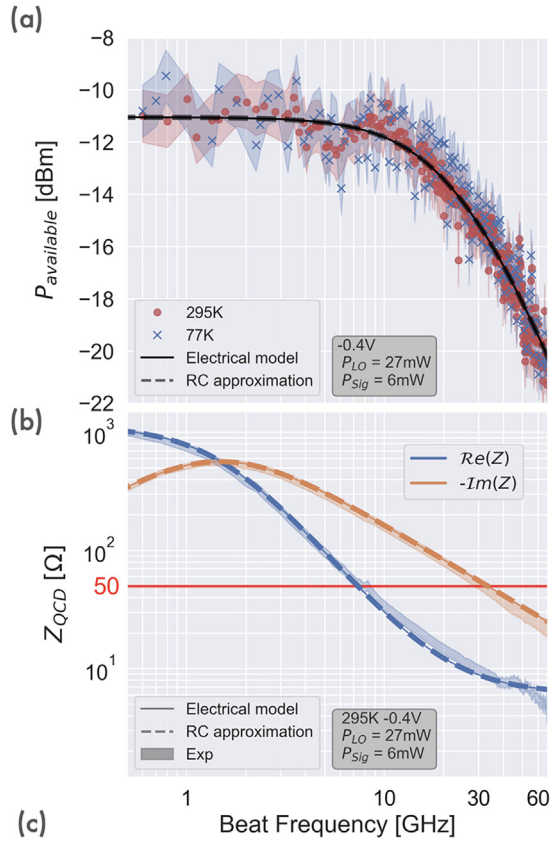 (a)
−8
−10
−12
−14
−16
−18
−20
−22
P_available [dBm]
295K
77K
Electrical model
RC approximation
-0.4V
P_LO = 27mW
P_Sig = 6mW
(b)
10³
10²
50
10¹
Z_QCD [Ω]
Re(Z)
-Im(Z)
Electrical model
RC approximation
Exp
295K -0.4V
P_LO = 27mW
P_Sig = 6mW
1 10 30 60
Beat Frequency [GHz]
(c)